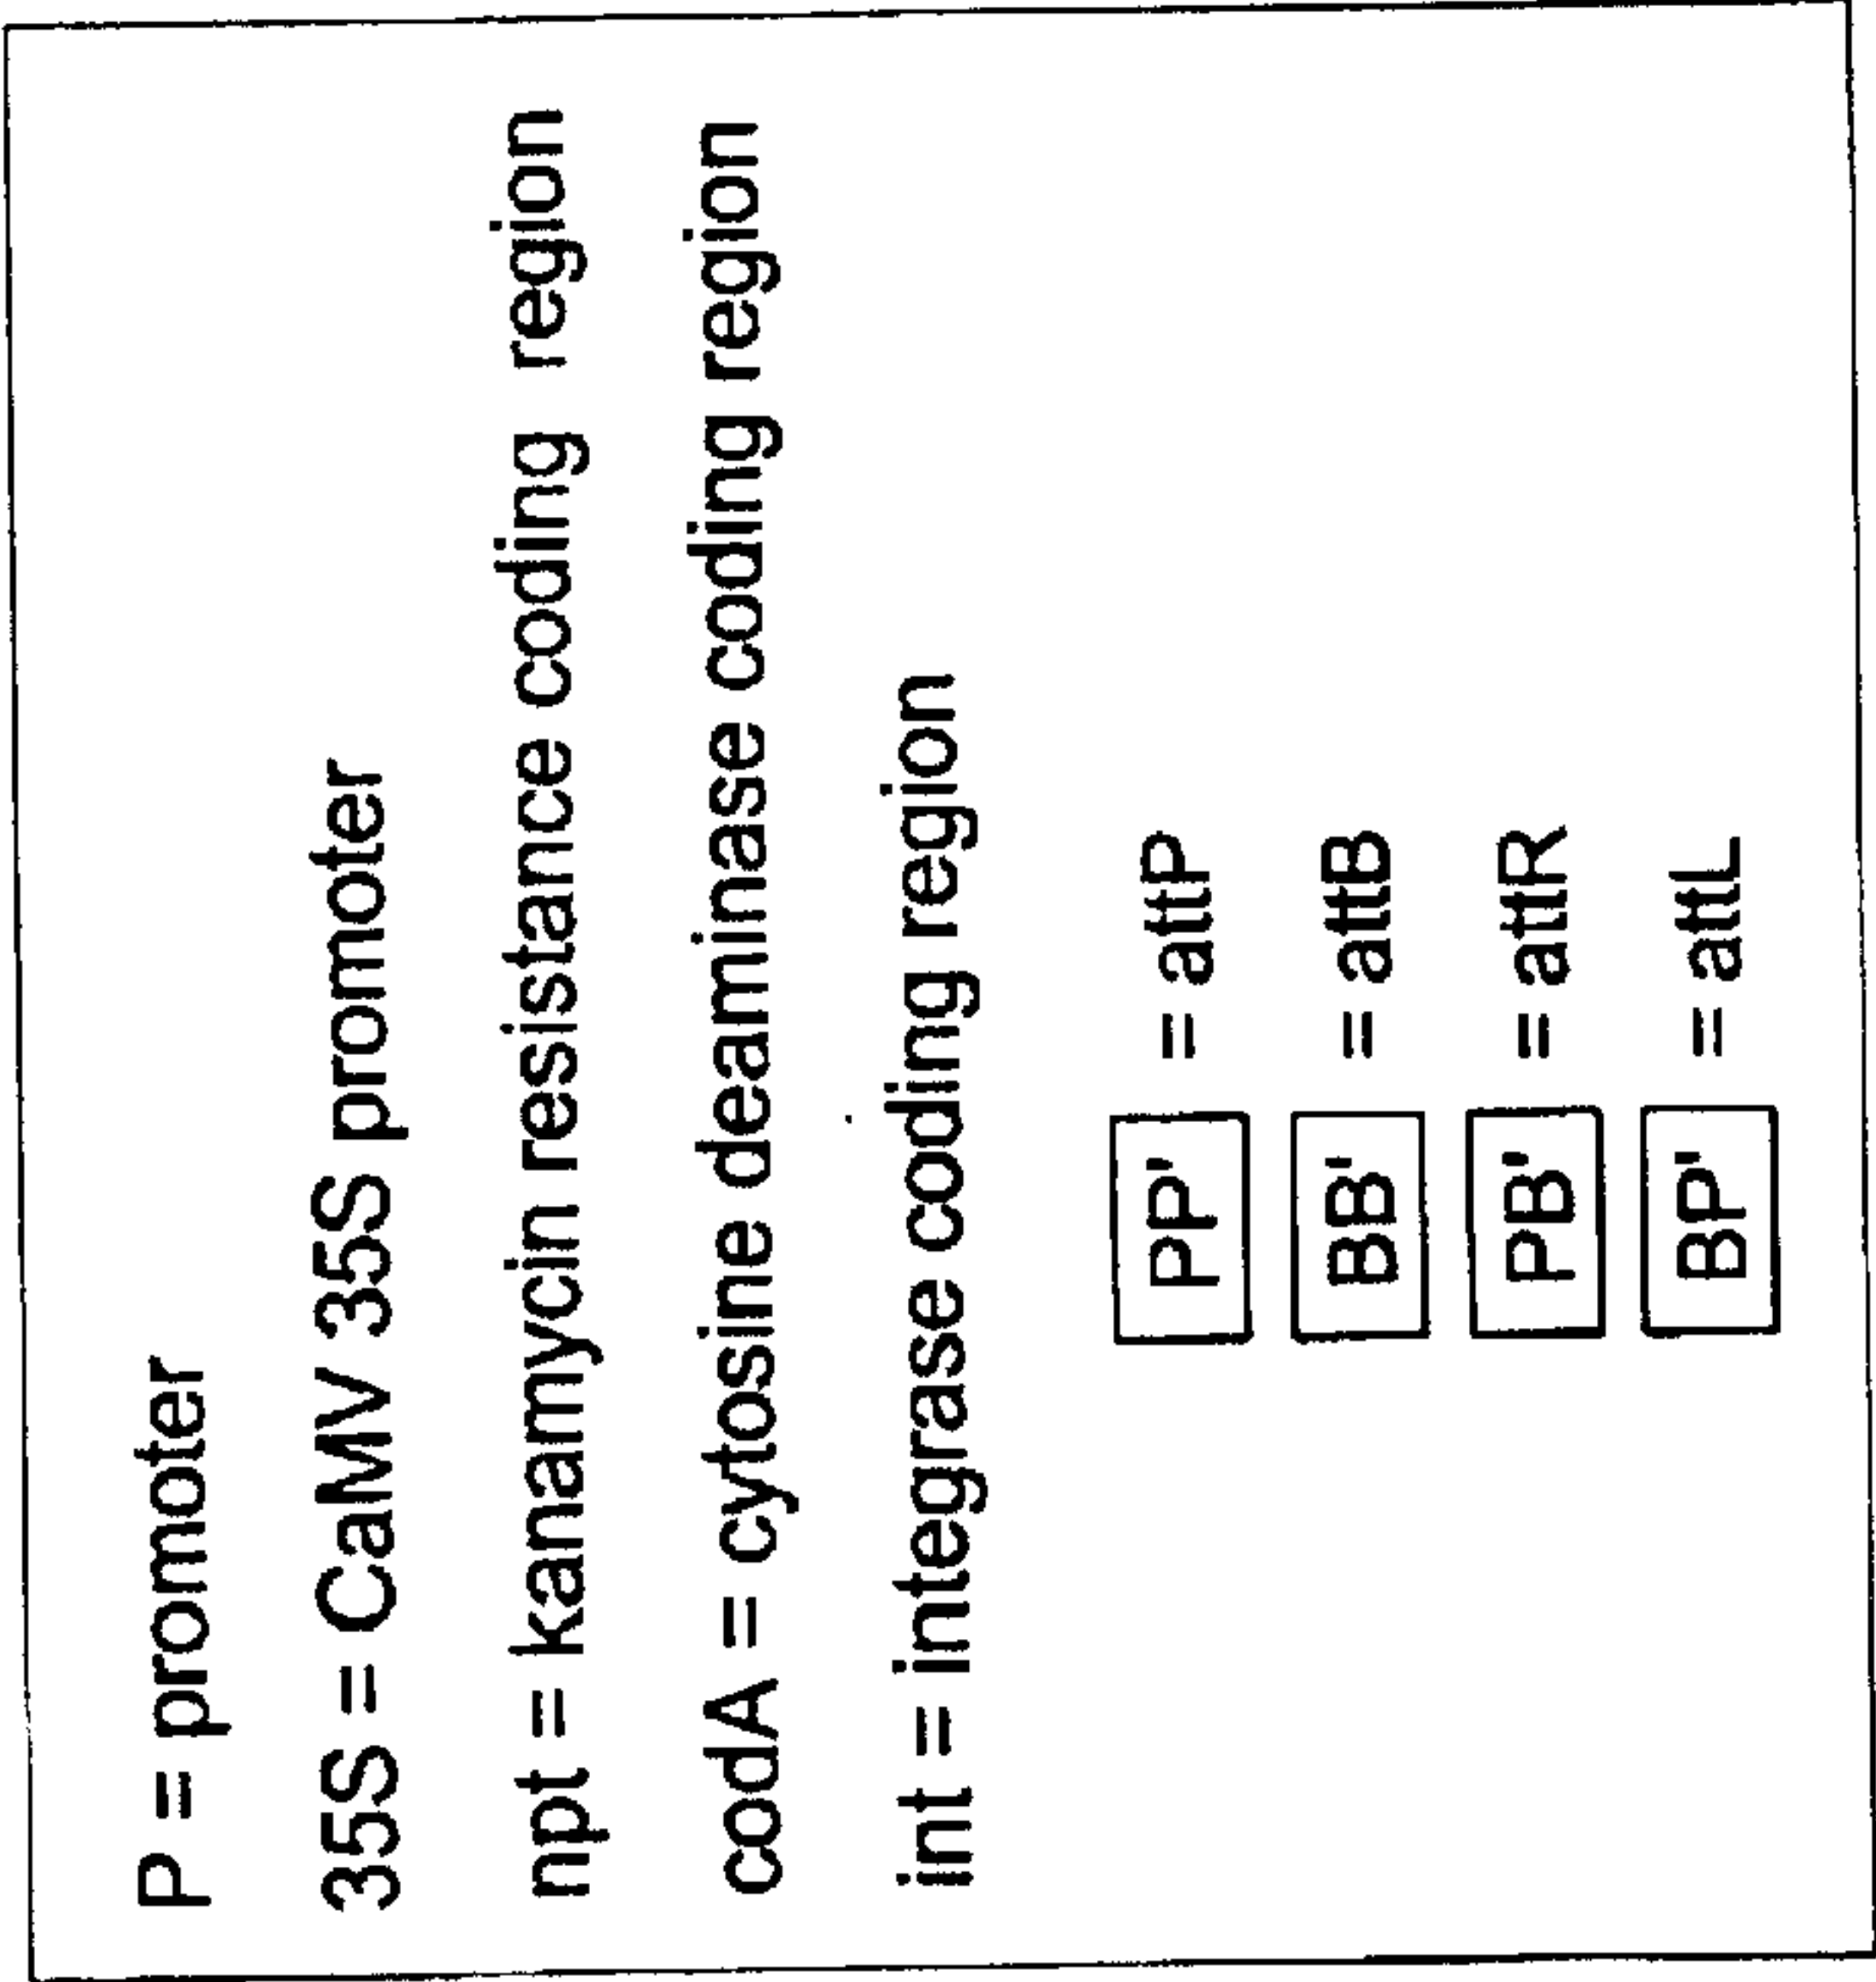 P = promoter
35S = CaMV 35S promoter
npt = kanamycin resistance coding region
codA = cytosine deaminase coding region
int = integrase coding region
PP' = attP
BB' = attB
PB' = attR
BP' = attL